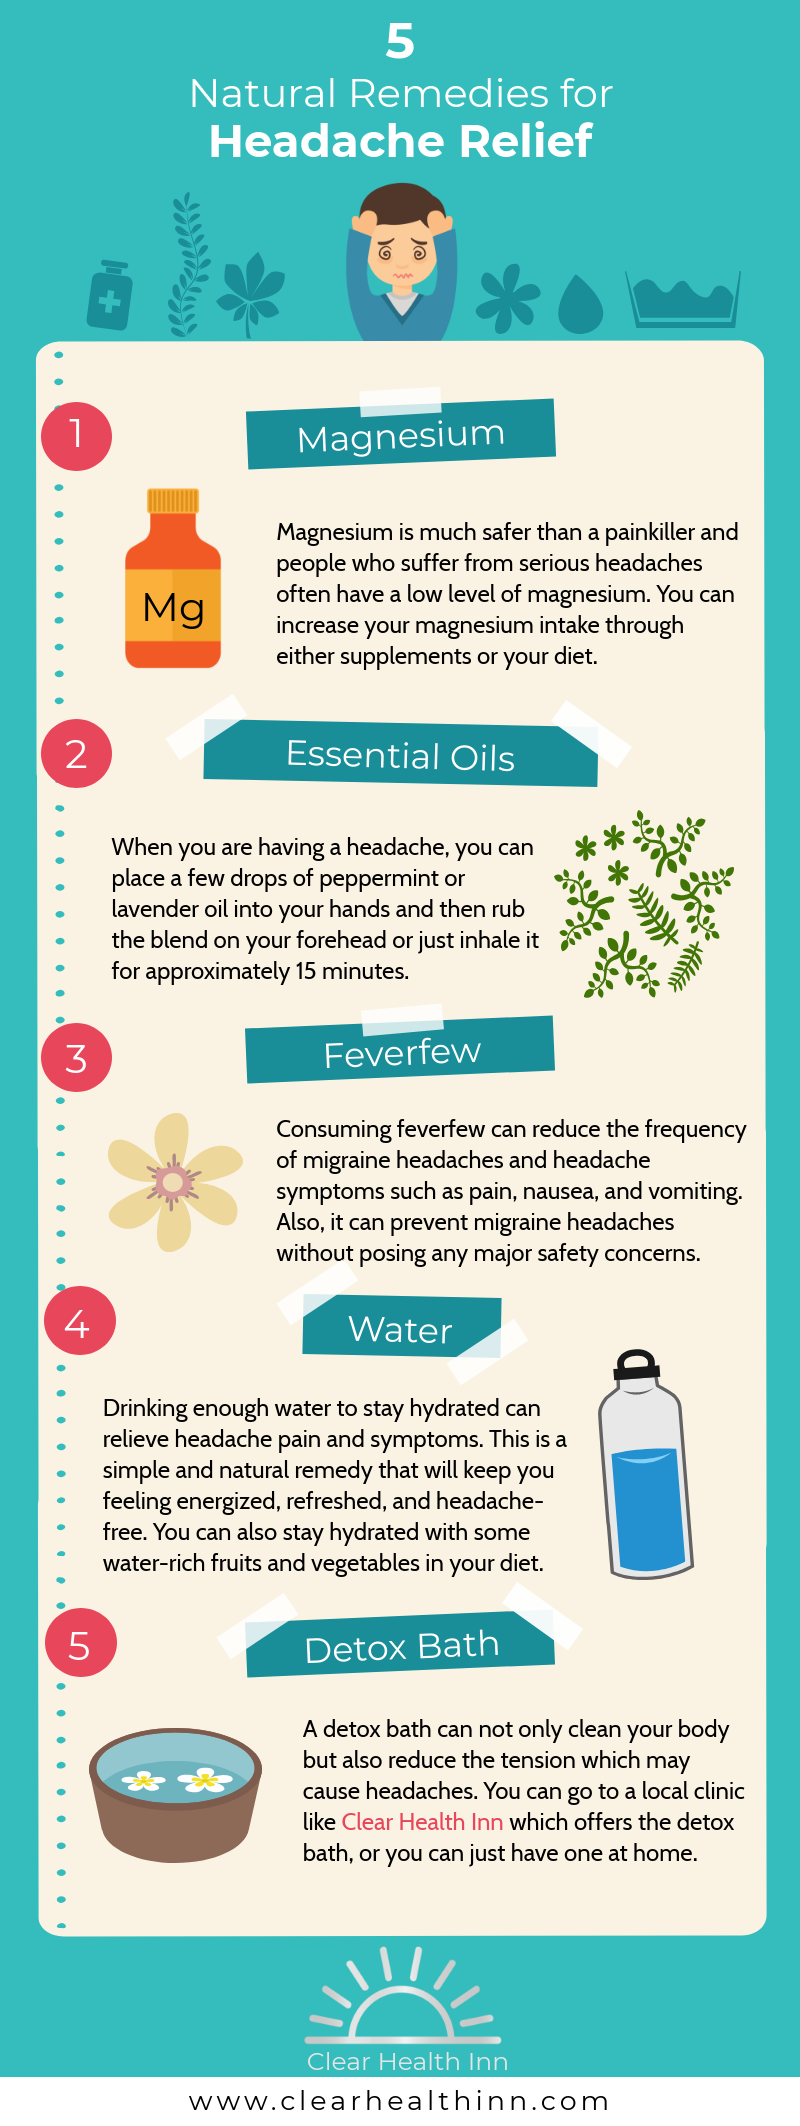 5
Natural Remedies for
Headache Relief
1
Magnesium
Mg
Magnesium is much safer than a painkiller and
people who suffer from serious headaches
often have a low level of magnesium. You can
increase your magnesium intake through
either supplements or your diet.
2
Essential Oils
When you are having a headache, you can
place a few drops of peppermint or
lavender oil into your hands and then rub
the blend on your forehead or just inhale it
for approximately 15 minutes.
3
Feverfew
Consuming feverfew can reduce the frequency
of migraine headaches and headache
symptoms such as pain, nausea, and vomiting.
Also, it can prevent migraine headaches
without posing any major safety concerns.
4
Water
Drinking enough water to stay hydrated can
relieve headache pain and symptoms. This is a
simple and natural remedy that will keep you
feeling energized, refreshed, and headache-
free. You can also stay hydrated with some
water-rich fruits and vegetables in your diet.
5
Detox Bath
A detox bath can not only clean your body
but also reduce the tension which may
cause headaches. You can go to a local clinic
like Clear Health Inn which offers the detox
bath, or you can just have one at home.
Clear Health Inn
www.clearhealthinn.com